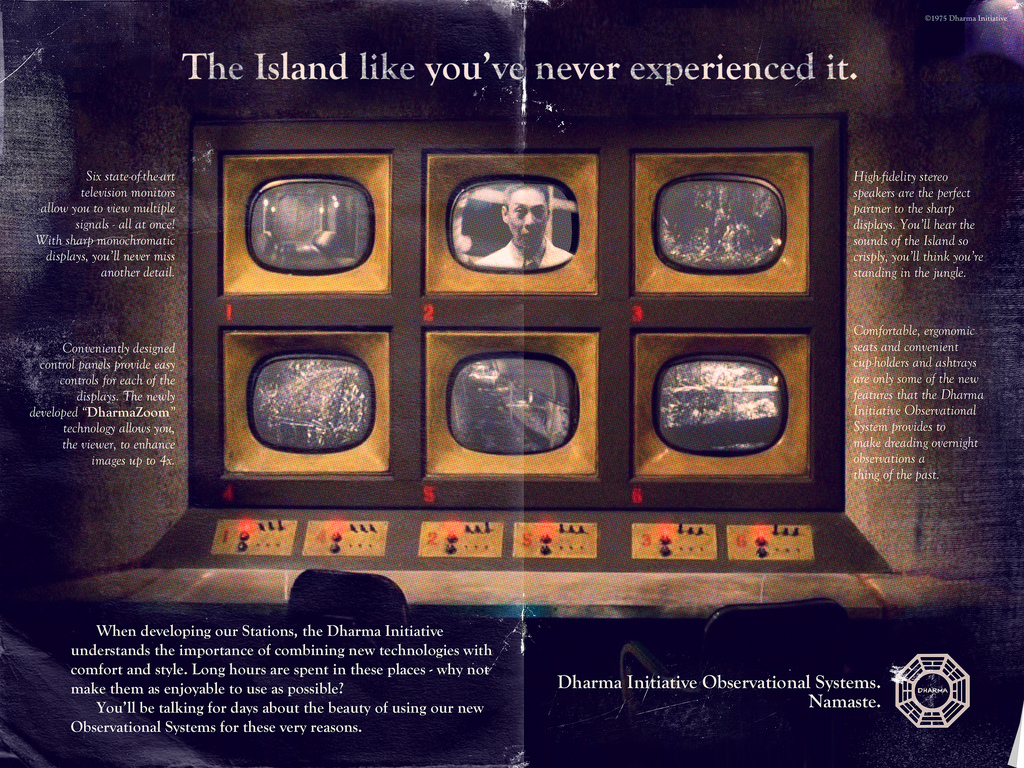 ©1975 Dharma Initiative
The Island like you've never experienced it.
Six state-of-the-art
television monitors
allow you to view multiple
signals - all at once!
With sharp monochromatic
displays, you'll never miss
another detail.
Conveniently designed
control panels provide easy
controls for each of the
displays. The newly
developed "DharmaZoom"
technology allows you,
the viewer, to enhance
images up to 4x.
High-fidelity stereo
speakers are the perfect
partner to the sharp
displays. You'll hear the
sounds of the Island so
crisply, you'll think you're
standing in the jungle.
Comfortable, ergonomic
seats and convenient
cup-holders and ashtrays
are only some of the new
features that the Dharma
Initiative Observational
System provides to
make dreading overnight
observations a
thing of the past.
1
2
3
4
5
6
1 4 2 5 3 6
When developing our Stations, the Dharma Initiative
understands the importance of combining new technologies with
comfort and style. Long hours are spent in these places - why not
make them as enjoyable to use as possible?
You'll be talking for days about the beauty of using our new
Observational Systems for these very reasons.
Dharma Initiative Observational Systems.
Namaste.
DHARMA